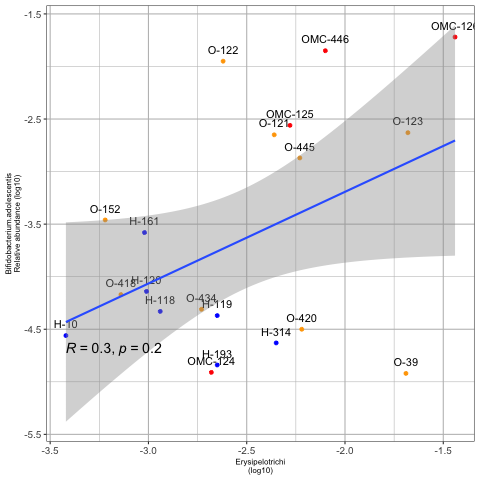 -1.5
-2.5
-3.5
-4.5
-5.5
Bifidobacterium.adolescentis
Relative abundance (log10)
OMC-120
OMC-446
O-122
OMC-125
O-121
O-123
O-445
O-152
H-161
O-418
H-120
H-118
O-434
H-119
H-10
O-420
H-314
R = 0.3, p = 0.2
H-193
OMC-124
O-39
-3.5
-3.0
-2.5
-2.0
-1.5
Erysipelotrichi
(log10)